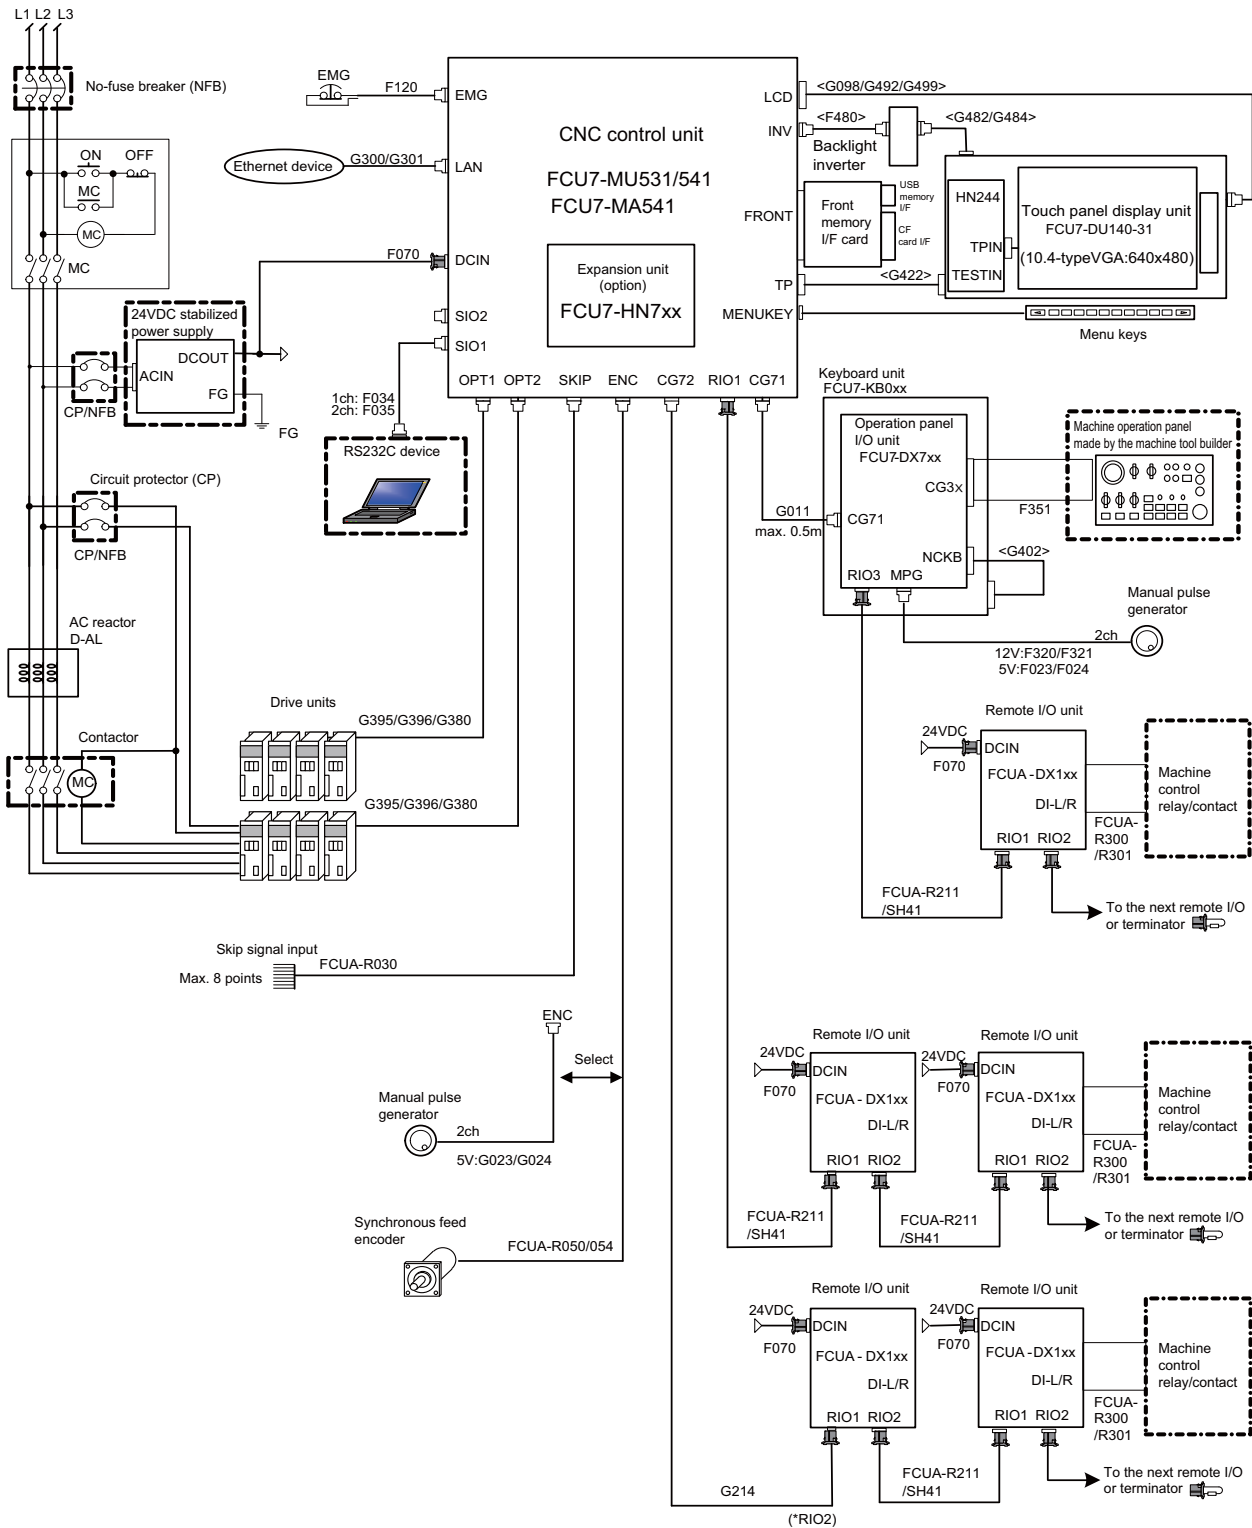 L1 L2 L3
No-fuse breaker (NFB)
ON OFF
MC
MC
MC
24VDC stabilized
power supply
DCOUT
ACIN
FG
CP/NFB
FG
Circuit protector (CP)
CP/NFB
AC reactor
D-AL
Contactor
MC
Drive units
G395/G396/G380
G395/G396/G380
EMG
F120
EMG
Ethernet device
G300/G301
LAN
F070
DCIN
SIO2
SIO1
1ch: F034
2ch: F035
RS232C device
CNC control unit
FCU7-MU531/541
FCU7-MA541
Expansion unit
(option)
FCU7-HN7xx
LCD
INV
FRONT
TP
MENUKEY
OPT1 OPT2 SKIP ENC CG72 RIO1 CG71
<G098/G492/G499>
<F480>
<G482/G484>
Backlight
inverter
Front
memory
I/F card
USB
memory
I/F
CF
card I/F
<G422>
HN244
TPIN
TESTIN
Touch panel display unit
FCU7-DU140-31
(10.4-typeVGA:640x480)
Menu keys
Keyboard unit
FCU7-KB0xx
Operation panel
I/O unit
FCU7-DX7xx
CG3x
CG71
NCKB
RIO3 MPG
G011
max. 0.5m
Machine operation panel
made by the machine tool builder
F351
<G402>
Manual pulse
generator
2ch
12V:F320/F321
5V:F023/F024
Remote I/O unit
24VDC
F070
DCIN
FCUA - DX1xx
DI-L/R
RIO1 RIO2
Machine
control
relay/contact
FCUA-
R300
/R301
FCUA-R211
/SH41
To the next remote I/O
or terminator
Skip signal input
Max. 8 points
FCUA-R030
ENC
Select
Manual pulse
generator
2ch
5V:G023/G024
Synchronous feed
encoder
FCUA-R050/054
Remote I/O unit
24VDC
F070
DCIN
FCUA - DX1xx
DI-L/R
RIO1 RIO2
Remote I/O unit
24VDC
F070
DCIN
FCUA - DX1xx
DI-L/R
RIO1 RIO2
Machine
control
relay/contact
FCUA-
R300
/R301
FCUA-R211
/SH41
FCUA-R211
/SH41
To the next remote I/O
or terminator
Remote I/O unit
24VDC
F070
DCIN
FCUA - DX1xx
DI-L/R
RIO1 RIO2
Remote I/O unit
24VDC
F070
DCIN
FCUA - DX1xx
DI-L/R
RIO1 RIO2
Machine
control
relay/contact
FCUA-
R300
/R301
G214
(*RIO2)
FCUA-R211
/SH41
To the next remote I/O
or terminator